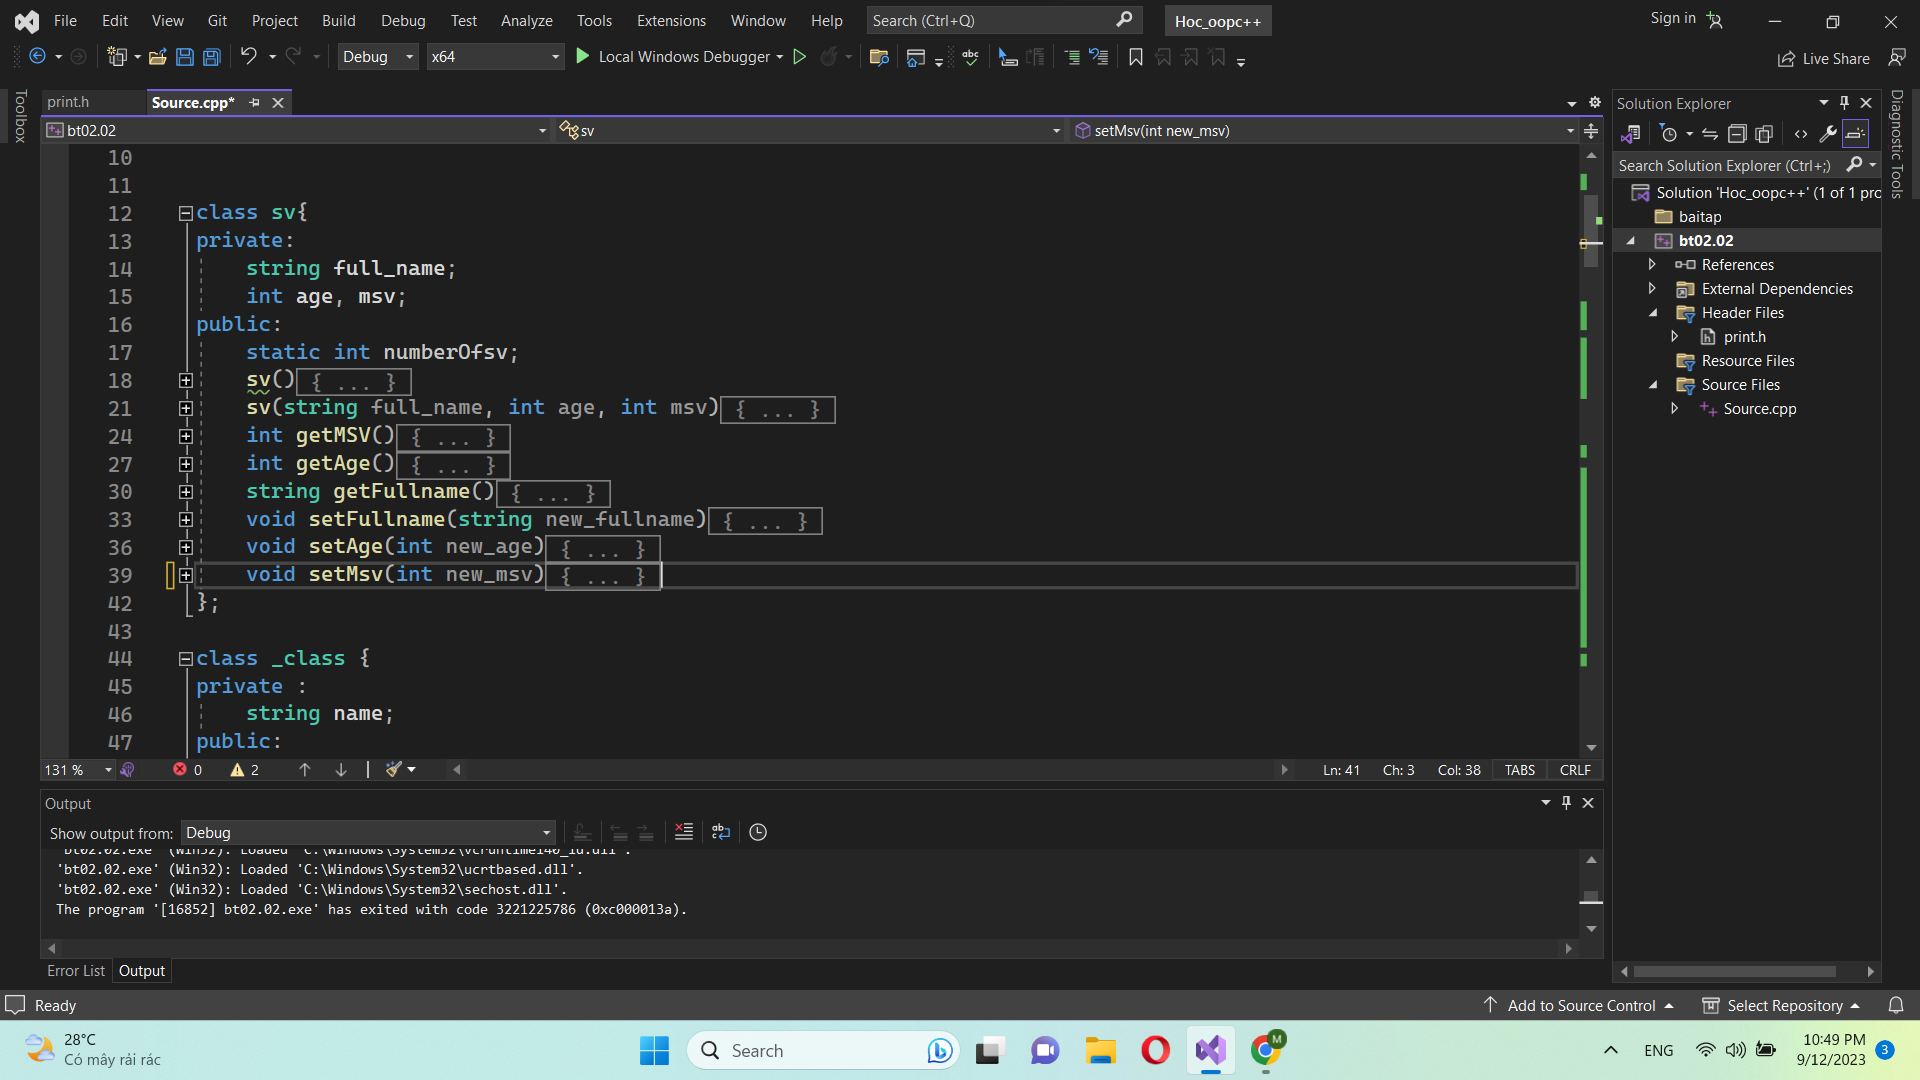 File Edit View Git Project Build Debug Test Analyze Tools Extensions Window Help Search (Ctrl+Q) Hoc_oopc++ Sign in
Debug x64 Local Windows Debugger Live Share
Toolbox
print.h Source.cpp*
bt02.02 sv setMsv(int new_msv)
10
11
12 class sv{
13 private:
14 string full_name;
15 int age, msv;
16 public:
17 static int numberOfsv;
18 sv(){ ... }
21 sv(string full_name, int age, int msv){ ... }
24 int getMSV(){ ... }
27 int getAge(){ ... }
30 string getFullname(){ ... }
33 void setFullname(string new_fullname){ ... }
36 void setAge(int new_age){ ... }
39 void setMsv(int new_msv){ ... }
42 };
43
44 class _class {
45 private :
46 string name;
47 public:
131 % 0 2 Ln: 41 Ch: 3 Col: 38 TABS CRLF
Output
Show output from: Debug
'bt02.02.exe' (Win32): Loaded 'C:\Windows\System32\vcruntime140_1d.dll'.
'bt02.02.exe' (Win32): Loaded 'C:\Windows\System32\ucrtbased.dll'.
'bt02.02.exe' (Win32): Loaded 'C:\Windows\System32\sechost.dll'.
The program '[16852] bt02.02.exe' has exited with code 3221225786 (0xc000013a).
Error List Output
Solution Explorer
Search Solution Explorer (Ctrl+;)
Solution 'Hoc_oopc++' (1 of 1 pro
baitap
bt02.02
References
External Dependencies
Header Files
print.h
Resource Files
Source Files
Source.cpp
Diagnostic Tools
Ready Add to Source Control Select Repository
28°C
Có mây rải rác
Search
M
ENG
10:49 PM
9/12/2023
3